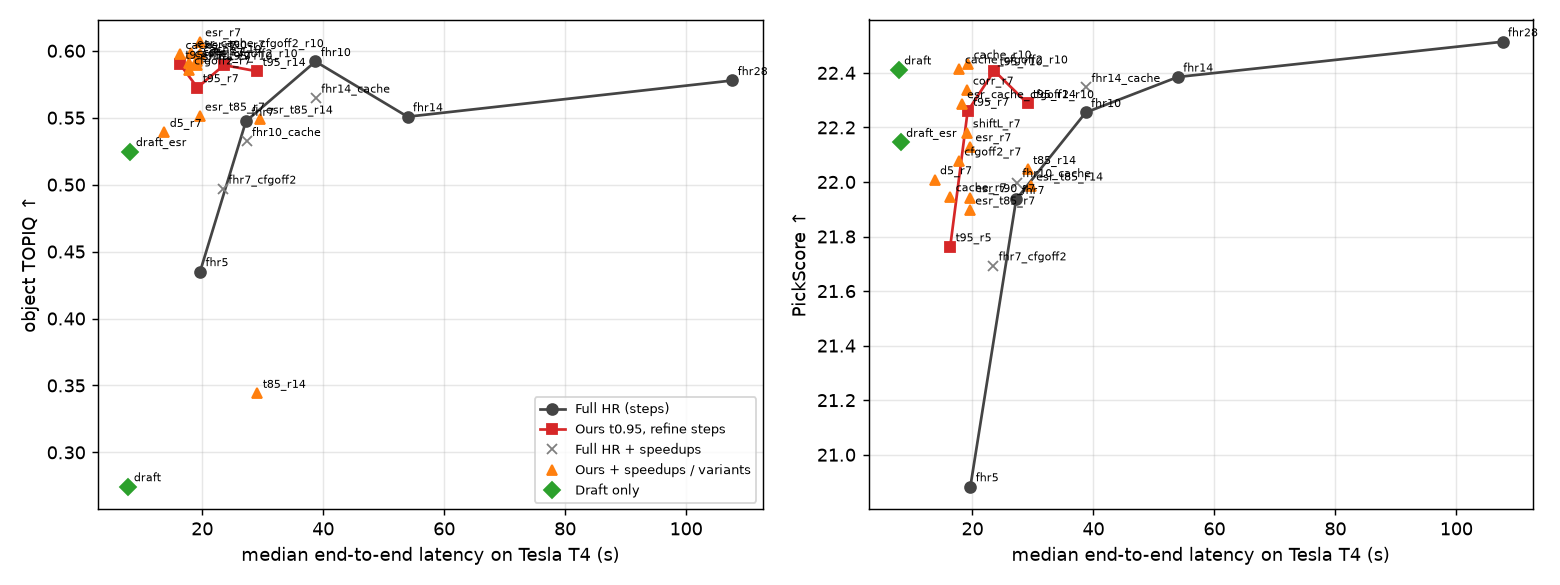 object TOPIQ ↑
0.60
0.55
0.50
0.45
0.40
0.35
0.30
20
40
60
80
100
median end-to-end latency on Tesla T4 (s)
esr_r7
fhr10
t95_r14
t95_r7
fhr28
fhr14_cache
fhr14
esr_t85_r7
esr_t85_r14
fhr7
d5_r7
draft_esr
fhr10_cache
fhr7_cfgoff2
fhr5
t85_r14
draft
Full HR (steps)
Ours t0.95, refine steps
Full HR + speedups
Ours + speedups / variants
Draft only
PickScore ↑
22.4
22.2
22.0
21.8
21.6
21.4
21.2
21.0
20
40
60
80
100
median end-to-end latency on Tesla T4 (s)
fhr28
draft
cache_r10
fhr14
fhr14_cache
corr_r7
t95_r7
fhr10
shiftL_r7
draft_esr
esr_r7
cfgoff2_r7
t85_r14
d5_r7
fhr10_cache
esr_t85_r14
cache_r7
fhr7
esr_t85_r7
t95_r5
fhr7_cfgoff2
fhr5